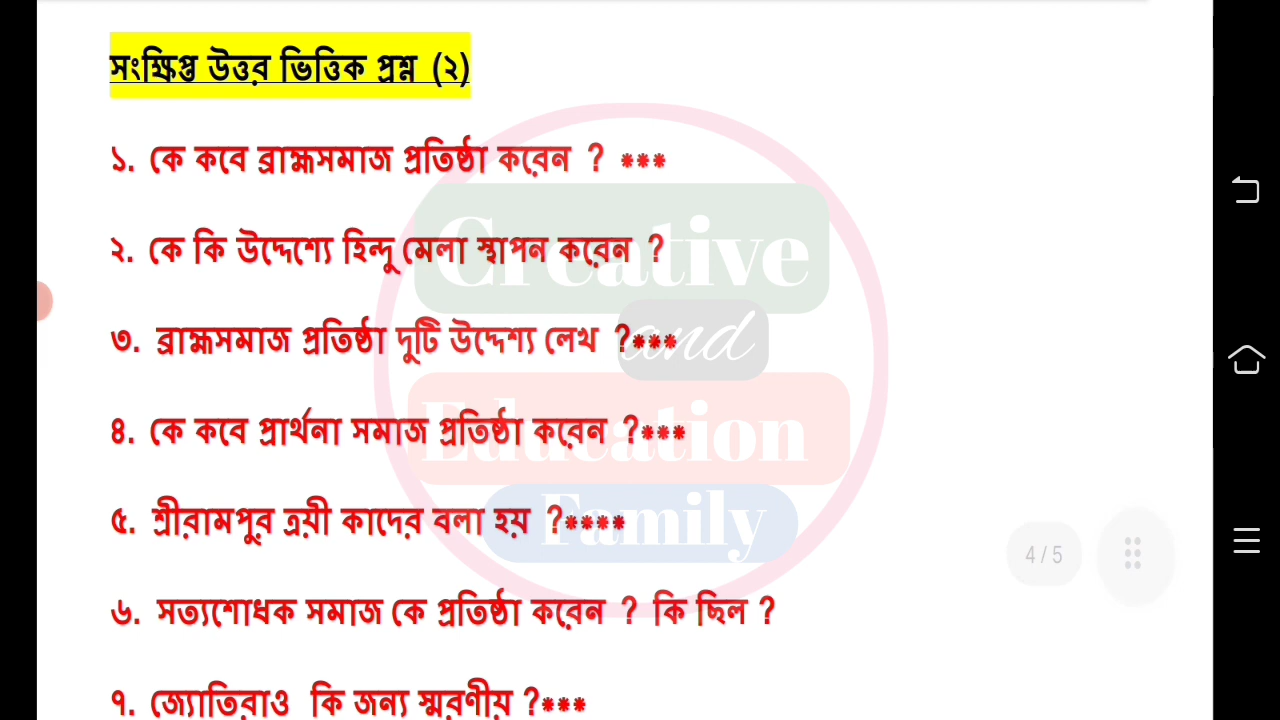 সংক্ষিপ্ত উত্তর ভিত্তিক প্রশ্ন (২)
১. কে কবে ব্রাহ্মসমাজ প্রতিষ্ঠা করেন ? ***
২. কে কি উদ্দেশ্যে হিন্দু মেলা স্থাপন করেন ?
৩. ব্রাহ্মসমাজ প্রতিষ্ঠা দুটি উদ্দেশ্য লেখ ?***
৪. কে কবে প্রার্থনা সমাজ প্রতিষ্ঠা করেন ?***
৫. শ্রীরামপুর ত্রয়ী কাদের বলা হয় ?****
৬. সত্যশোধক সমাজ কে প্রতিষ্ঠা করেন ? কি ছিল ?
৭. জ্যোতিরাও কি জন্য স্মরণীয় ?***
Creative
and
Education
Family
4 / 5